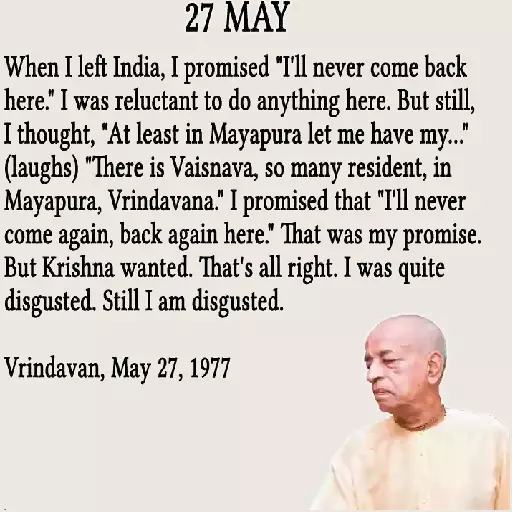 27 MAY
When I left India, I promised "I'll never come back
here." I was reluctant to do anything here. But still,
I thought, "At least in Mayapura let me have my..."
(laughs) "There is Vaisnava, so many resident, in
Mayapura, Vrindavana." I promised that "I'll never
come again, back again here." That was my promise.
But Krishna wanted. That's all right. I was quite
disgusted. Still I am disgusted.
Vrindavan, May 27, 1977